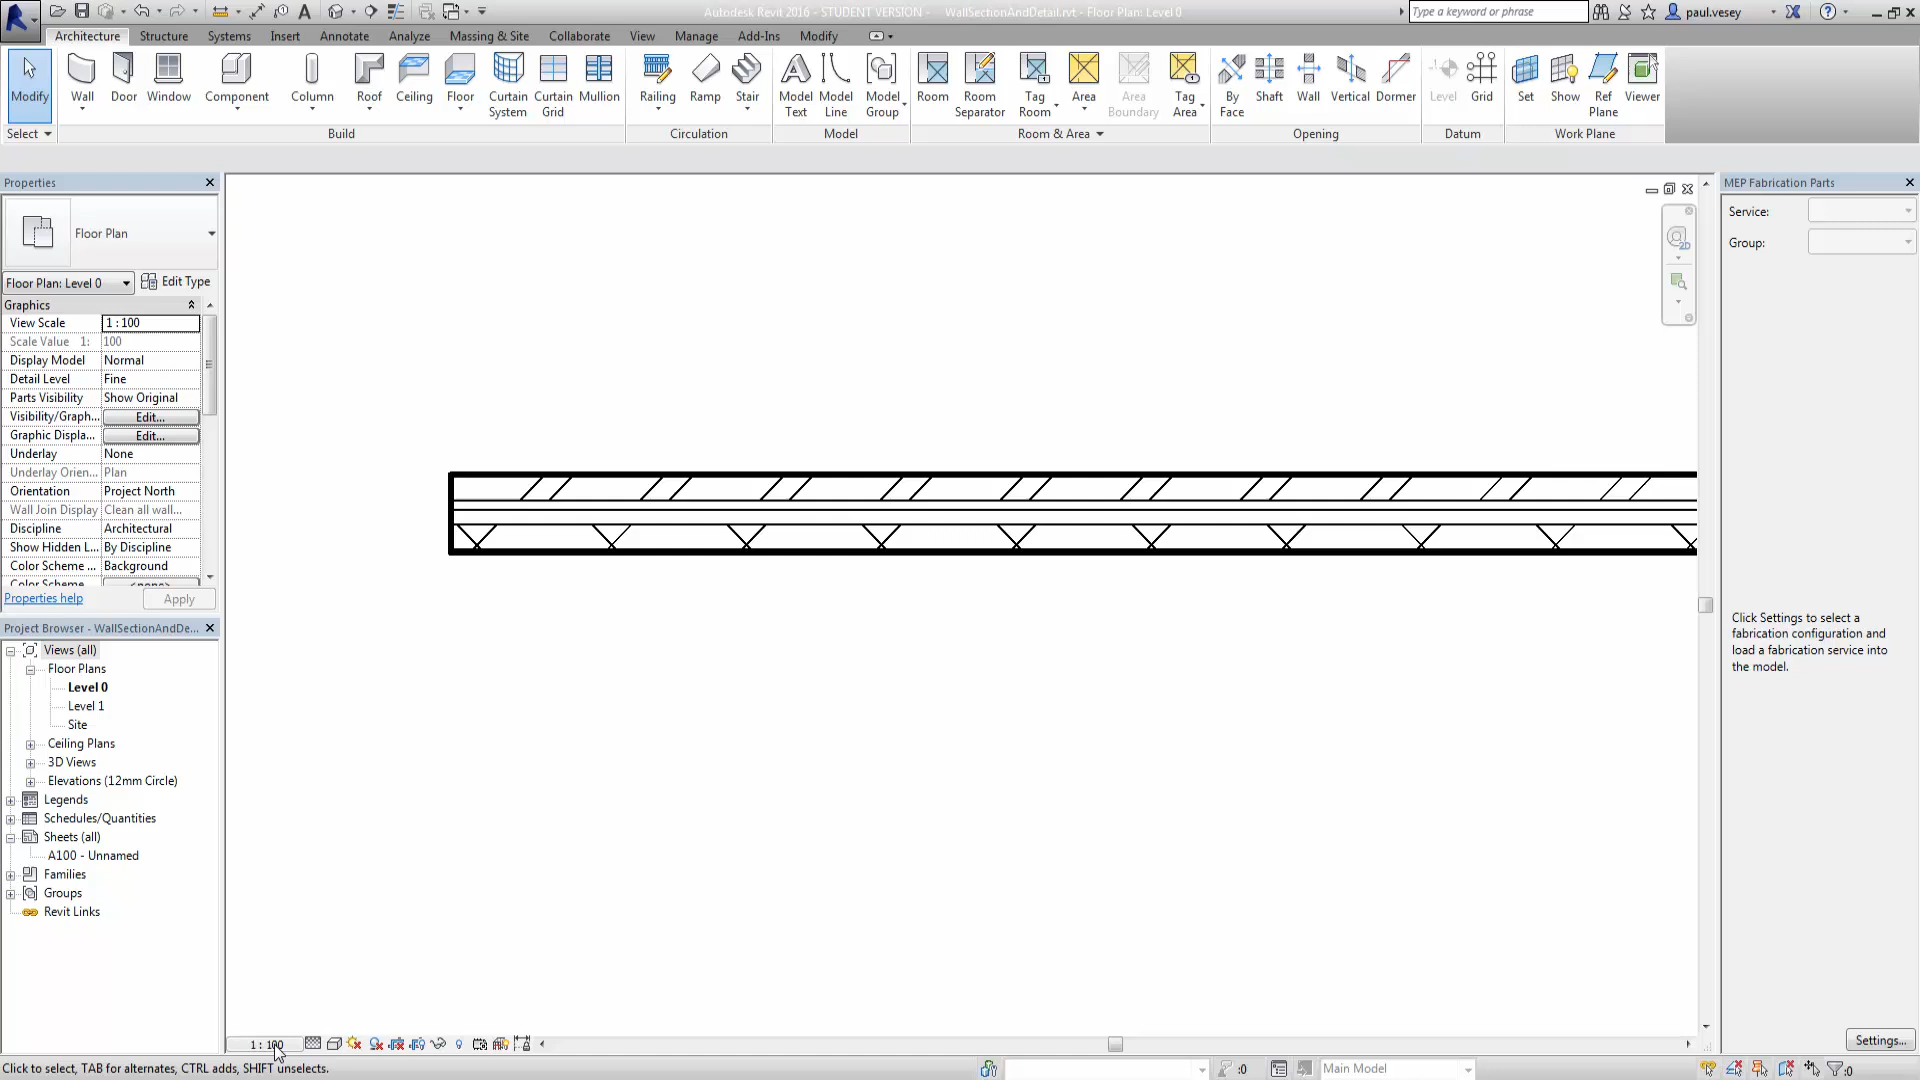 Autodesk Revit 2016 - STUDENT VERSION - WallSectionAndDetail.rvt - Floor Plan: Level 0
Type a keyword or phrase
paul.vesey
Architecture Structure Systems Insert Annotate Analyze Massing & Site Collaborate View Manage Add-Ins Modify
Modify Wall Door Window Component Column Roof Ceiling Floor Curtain System Curtain Grid Mullion Railing Ramp Stair Model Text Model Line Model Group Room Room Separator Tag Room Area Area Boundary Tag Area By Face Shaft Wall Vertical Dormer Level Grid Set Show Ref Plane Viewer
Select Build Circulation Model Room & Area Opening Datum Work Plane
Properties
Floor Plan
Floor Plan: Level 0 Edit Type
Graphics
View Scale 1 : 100
Scale Value 1: 100
Display Model Normal
Detail Level Fine
Parts Visibility Show Original
Visibility/Graph... Edit...
Graphic Displa... Edit...
Underlay None
Underlay Orien... Plan
Orientation Project North
Wall Join Display Clean all wall...
Discipline Architectural
Show Hidden L... By Discipline
Color Scheme ... Background
Color Scheme <none>
Properties help Apply
Project Browser - WallSectionAndDe...
Views (all)
Floor Plans
Level 0
Level 1
Site
Ceiling Plans
3D Views
Elevations (12mm Circle)
Legends
Schedules/Quantities
Sheets (all)
A100 - Unnamed
Families
Groups
Revit Links
2D
MEP Fabrication Parts
Service:
Group:
Click Settings to select a
fabrication configuration and
load a fabrication service into
the model.
Settings...
1 : 100
Click to select, TAB for alternates, CTRL adds, SHIFT unselects.
:0
Main Model
:0